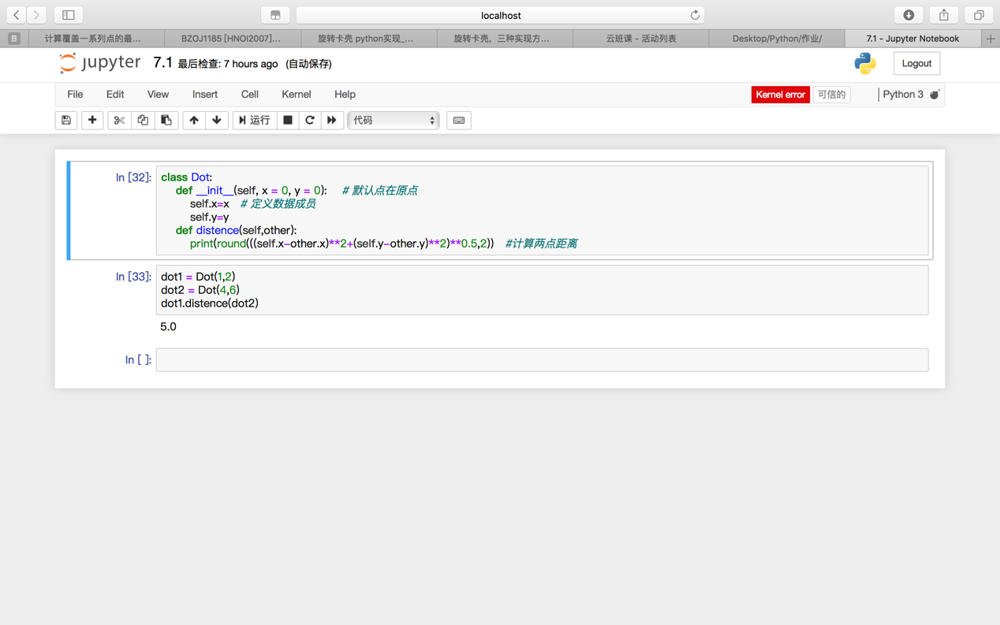 localhost
B
计算覆盖一系列点的最...
BZOJ1185 [HNOI2007]...
旋转卡壳 python实现_...
旋转卡壳，三种实现方...
云班课 - 活动列表
Desktop/Python/作业/
7.1 - Jupyter Notebook
jupyter 7.1 最后检查: 7 hours ago (自动保存)
Logout
File Edit View Insert Cell Kernel Help
Kernel error 可信的 Python 3
运行 代码
In [32]:
class Dot:
def __init__(self, x = 0, y = 0): # 默认点在原点
self.x=x # 定义数据成员
self.y=y
def distence(self,other):
print(round(((self.x-other.x)**2+(self.y-other.y)**2)**0.5,2)) #计算两点距离
In [33]:
dot1 = Dot(1,2)
dot2 = Dot(4,6)
dot1.distence(dot2)
5.0
In [ ]: